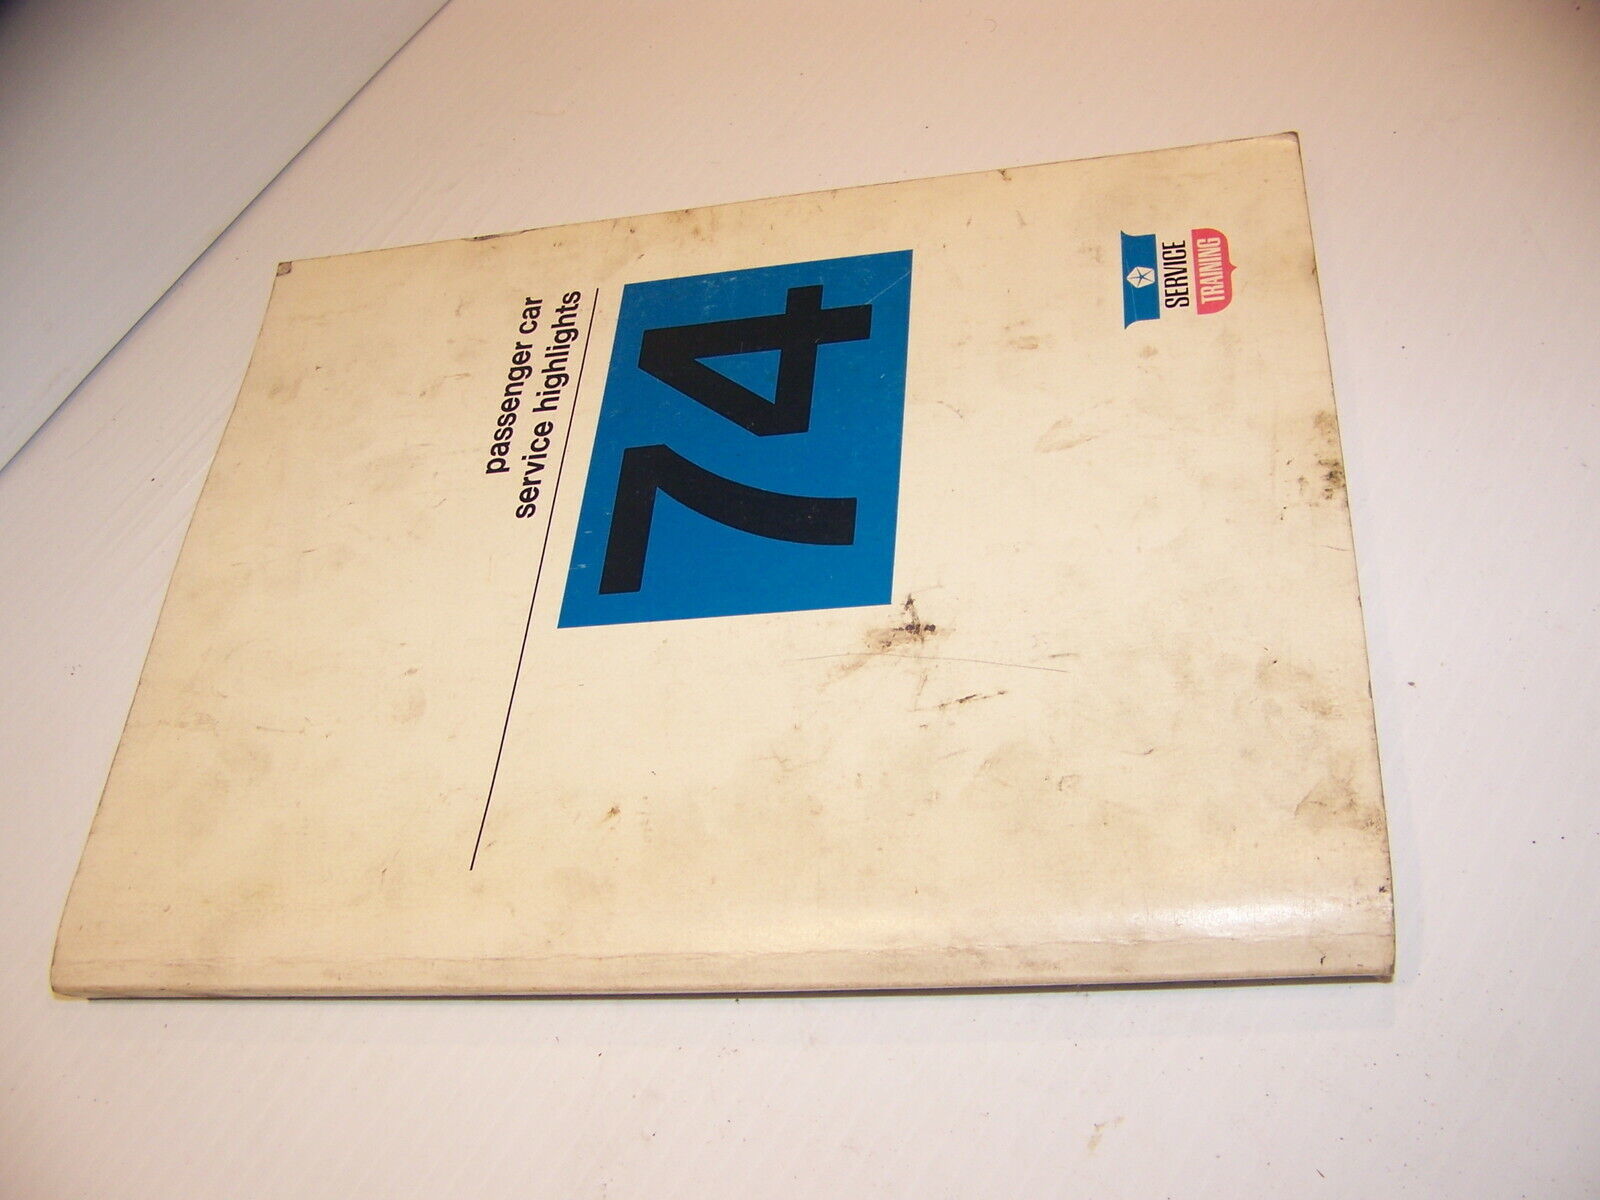 passenger car
service highlights
74
SERVICE
TRAINING